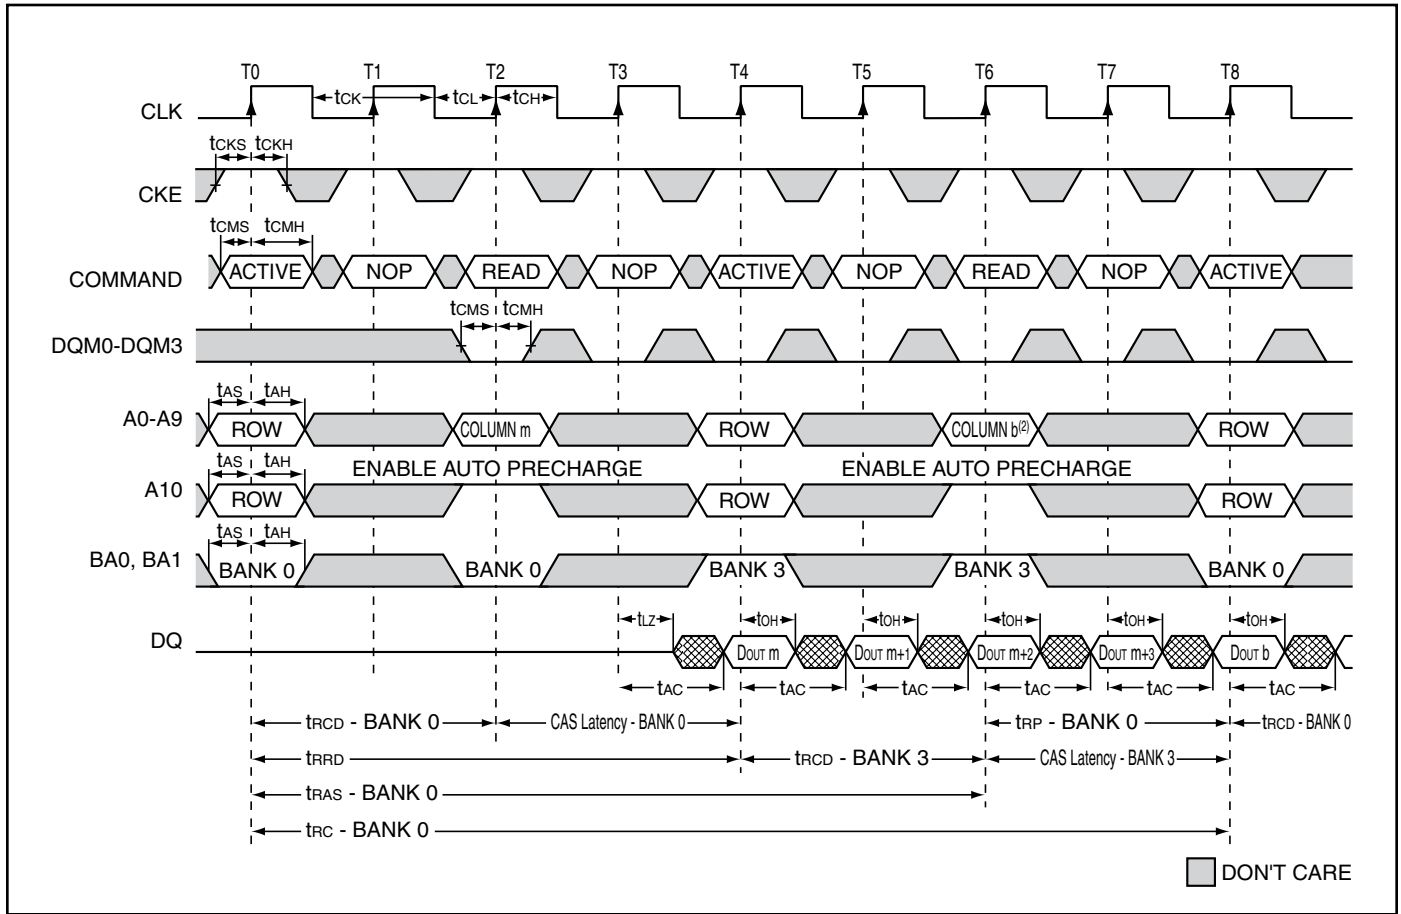 T0 T1 T2 T3 T4 T5 T6 T7 T8
CLK tCK tCL tCH
tCKS tCKH
CKE
tCMS tCMH
COMMAND ACTIVE NOP READ NOP ACTIVE NOP READ NOP ACTIVE
tCMS tCMH
DQM0-DQM3
tAS tAH
A0-A9 ROW COLUMN m ROW COLUMN b(2) ROW
tAS tAH ENABLE AUTO PRECHARGE ENABLE AUTO PRECHARGE
A10 ROW ROW ROW
tAS tAH
BA0, BA1 BANK 0 BANK 0 BANK 3 BANK 3 BANK 0
tLZ tOH tOH tOH tOH tOH
DQ DOUT m DOUT m+1 DOUT m+2 DOUT m+3 DOUT b
tAC tAC tAC tAC tAC tAC
tRCD - BANK 0 CAS Latency - BANK 0 tRP - BANK 0 tRCD - BANK 0
tRRD tRCD - BANK 3 CAS Latency - BANK 3
tRAS - BANK 0
tRC - BANK 0
DON'T CARE